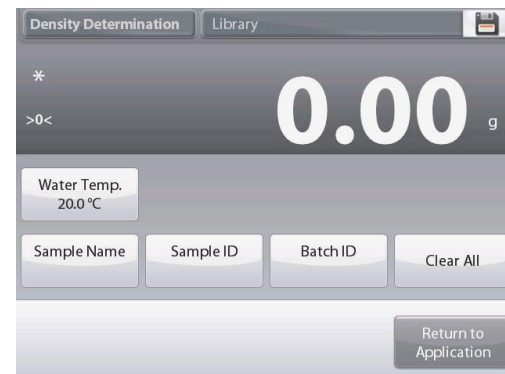 Density Determination Library
*
>0<
0.00 g
Water Temp.
20.0 °C
Sample Name Sample ID Batch ID Clear All
Return to
Application